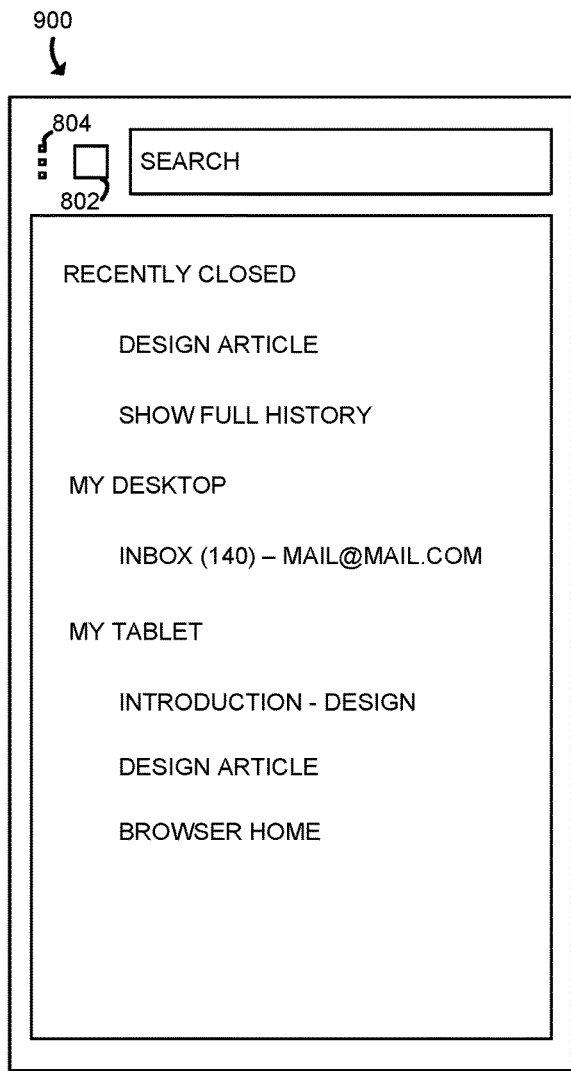 900
804
SEARCH
802
RECENTLY CLOSED
DESIGN ARTICLE
SHOW FULL HISTORY
MY DESKTOP
INBOX (140) – MAIL@MAIL.COM
MY TABLET
INTRODUCTION - DESIGN
DESIGN ARTICLE
BROWSER HOME